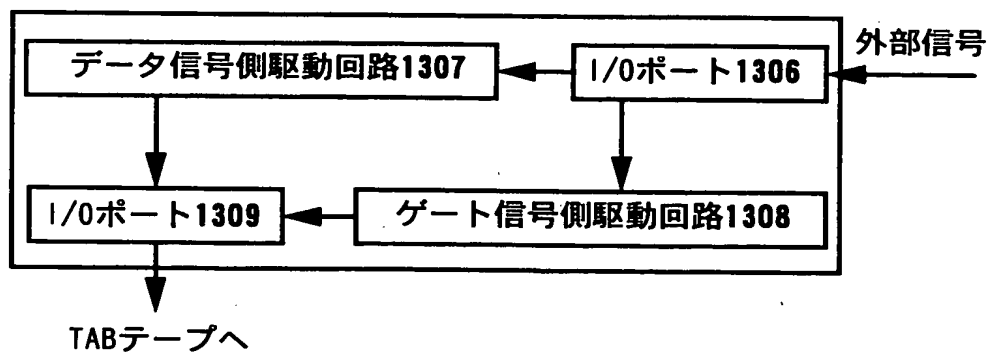 外部信号
データ信号側駆動回路1307
I/Oポート1306
I/Oポート1309
ゲート信号側駆動回路1308
TABテープへ